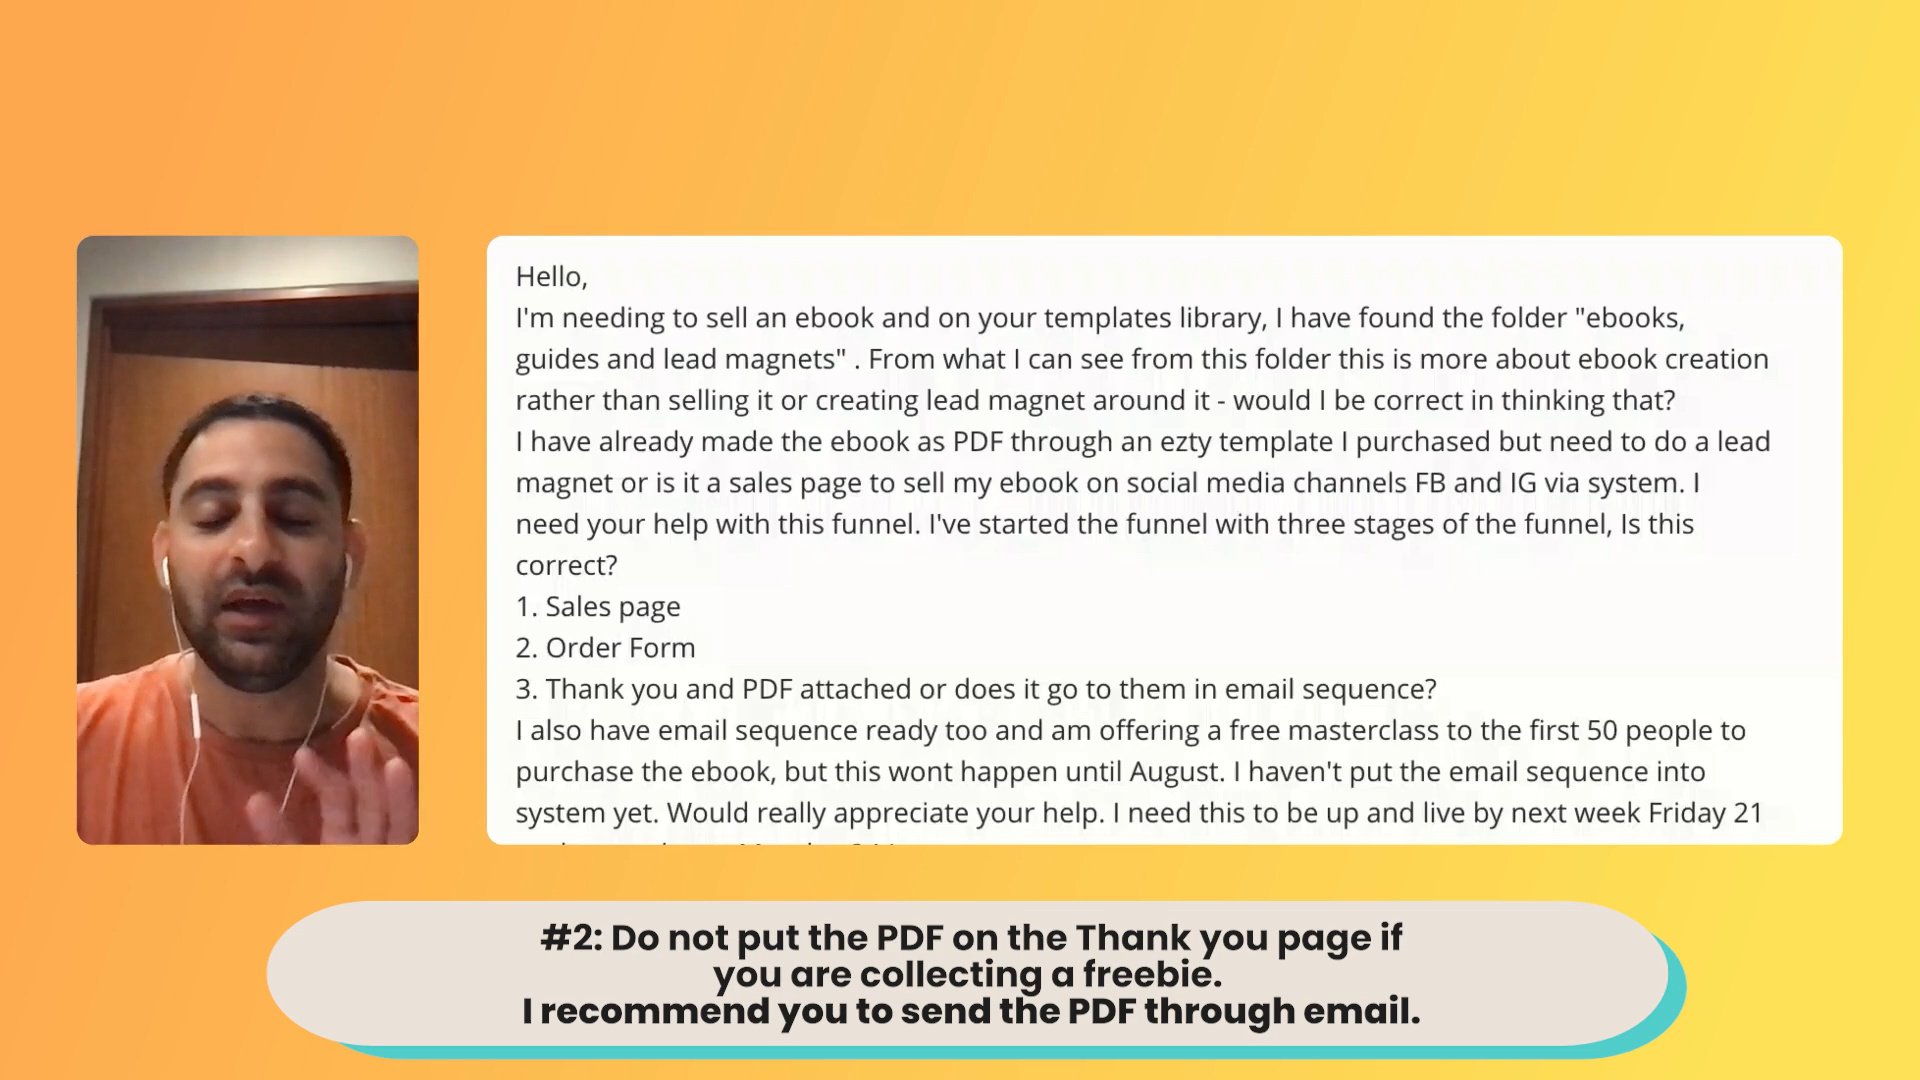 Hello,
I'm needing to sell an ebook and on your templates library, I have found the folder "ebooks,
guides and lead magnets" . From what I can see from this folder this is more about ebook creation
rather than selling it or creating lead magnet around it - would I be correct in thinking that?
I have already made the ebook as PDF through an ezty template I purchased but need to do a lead
magnet or is it a sales page to sell my ebook on social media channels FB and IG via system. I
need your help with this funnel. I've started the funnel with three stages of the funnel, Is this
correct?
1. Sales page
2. Order Form
3. Thank you and PDF attached or does it go to them in email sequence?
I also have email sequence ready too and am offering a free masterclass to the first 50 people to
purchase the ebook, but this wont happen until August. I haven't put the email sequence into
system yet. Would really appreciate your help. I need this to be up and live by next week Friday 21
#2: Do not put the PDF on the Thank you page if
you are collecting a freebie.
I recommend you to send the PDF through email.